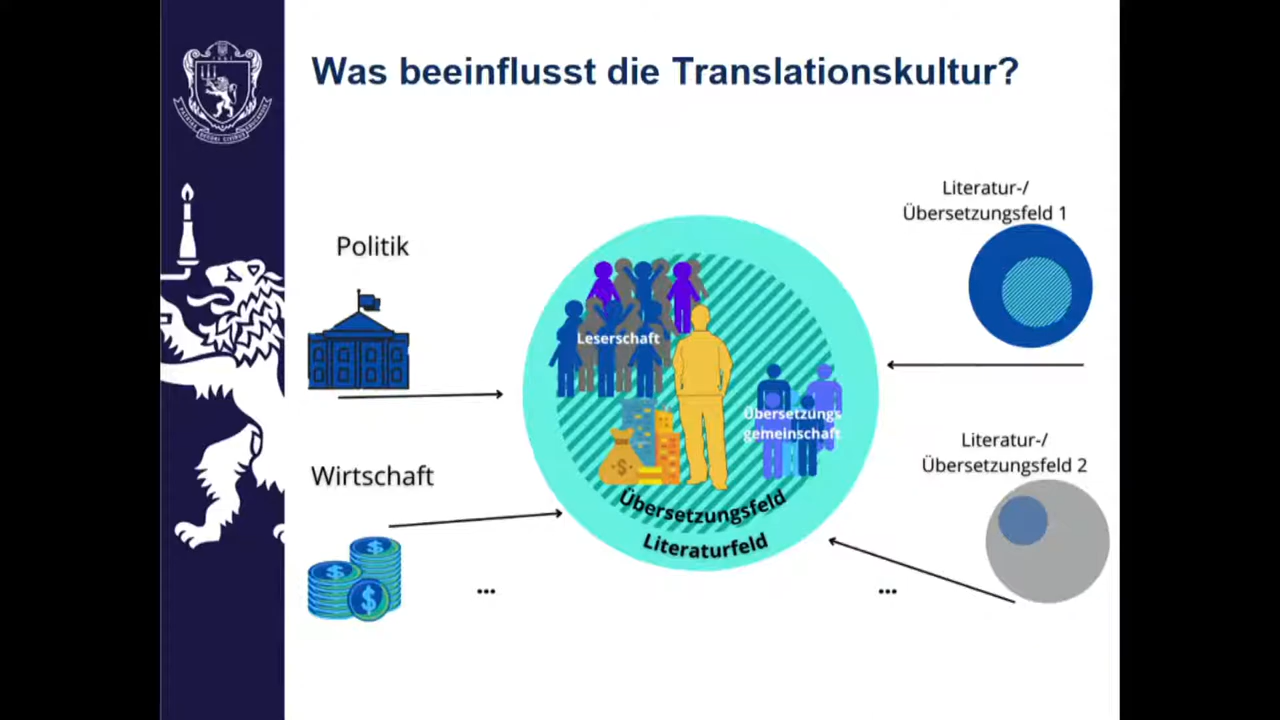 Was beeinflusst die Translationskultur?
Politik
Wirtschaft
...
Leserschaft
Übersetzungs
gemeinschaft
Übersetzungsfeld
Literaturfeld
Literatur-/
Übersetzungsfeld 1
Literatur-/
Übersetzungsfeld 2
...